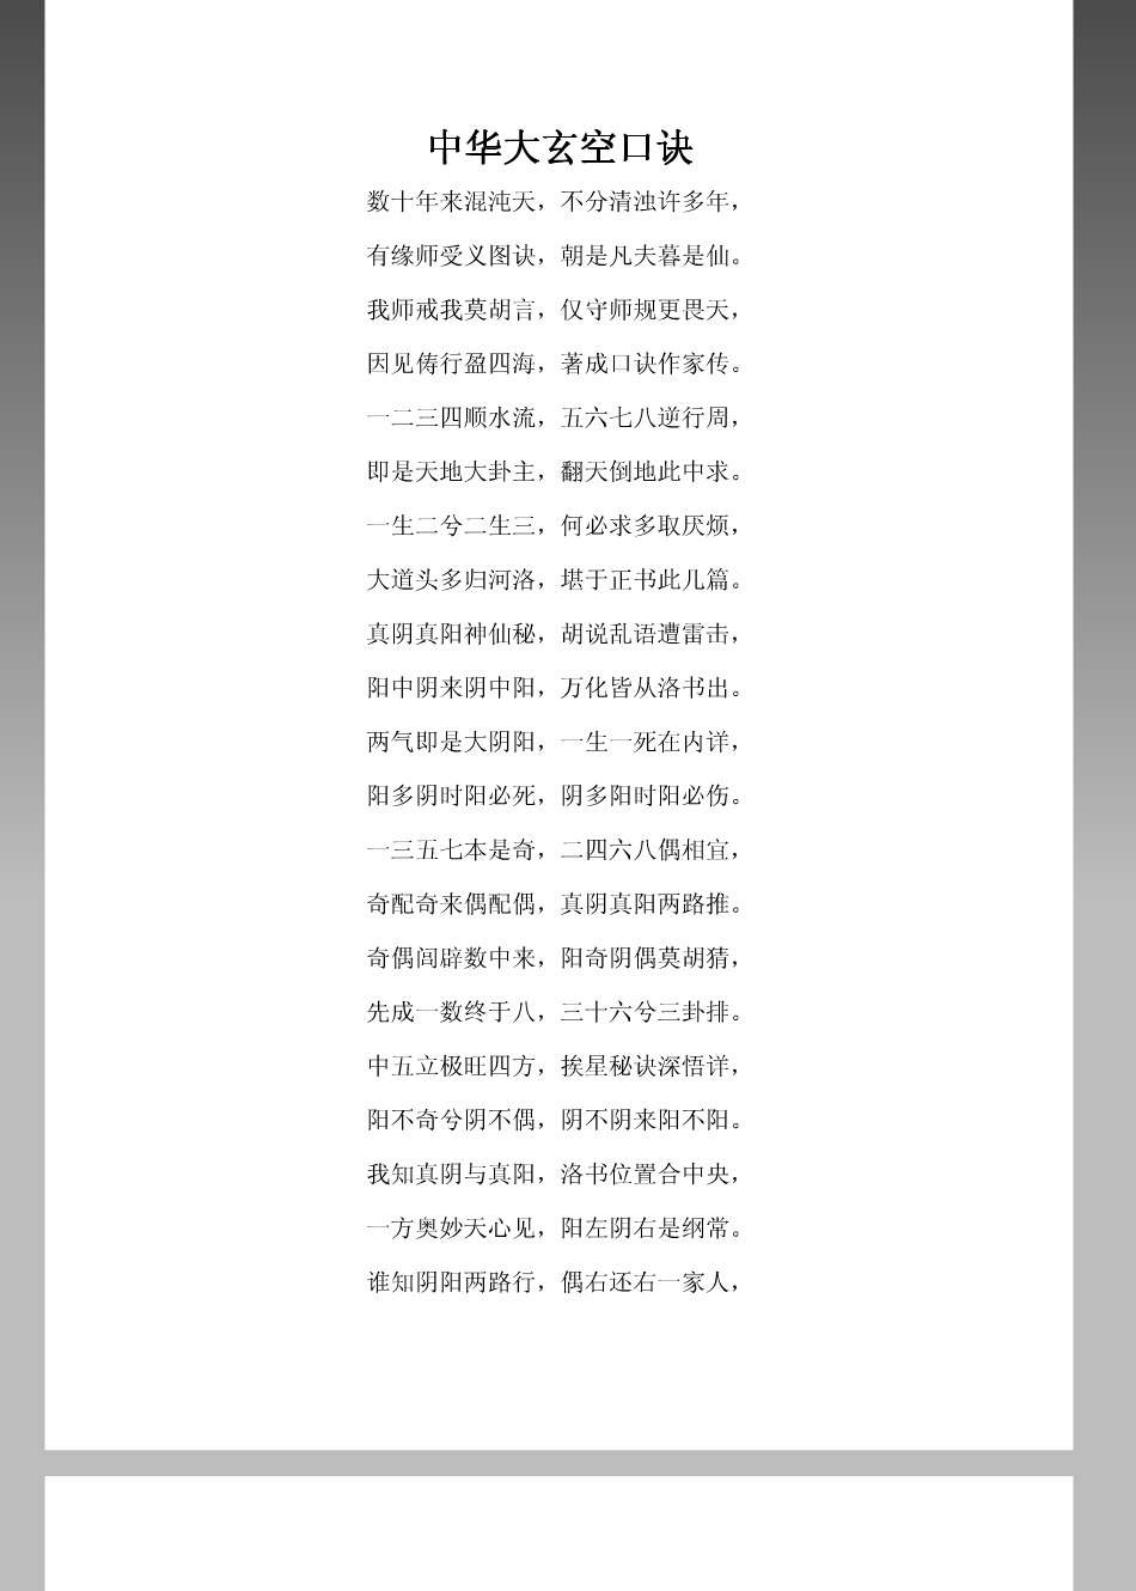 中华大玄空口诀
数十年来混沌天，不分清浊许多年，
有缘师受义图诀，朝是凡夫暮是仙。
我师戒我莫胡言，仅守师规更畏天，
因见俦行盈四海，著成口诀作家传。
一二三四顺水流，五六七八逆行周，
即是天地大卦主，翻天倒地此中求。
一生二兮二生三，何必求多取厌烦，
大道头多归河洛，堪于正书此几篇。
真阴真阳神仙秘，胡说乱语遭雷击，
阳中阴来阴中阳，万化皆从洛书出。
两气即是大阴阳，一生一死在内详，
阳多阴时阳必死，阴多阳时阳必伤。
一三五七本是奇，二四六八偶相宜，
奇配奇来偶配偶，真阴真阳两路推。
奇偶闾辟数中来，阳奇阴偶莫胡猜，
先成一数终于八，三十六兮三卦排。
中五立极旺四方，挨星秘诀深悟详，
阳不奇兮阴不偶，阴不阴来阳不阳。
我知真阴与真阳，洛书位置合中央，
一方奥妙天心见，阳左阴右是纲常。
谁知阴阳两路行，偶右还右一家人，